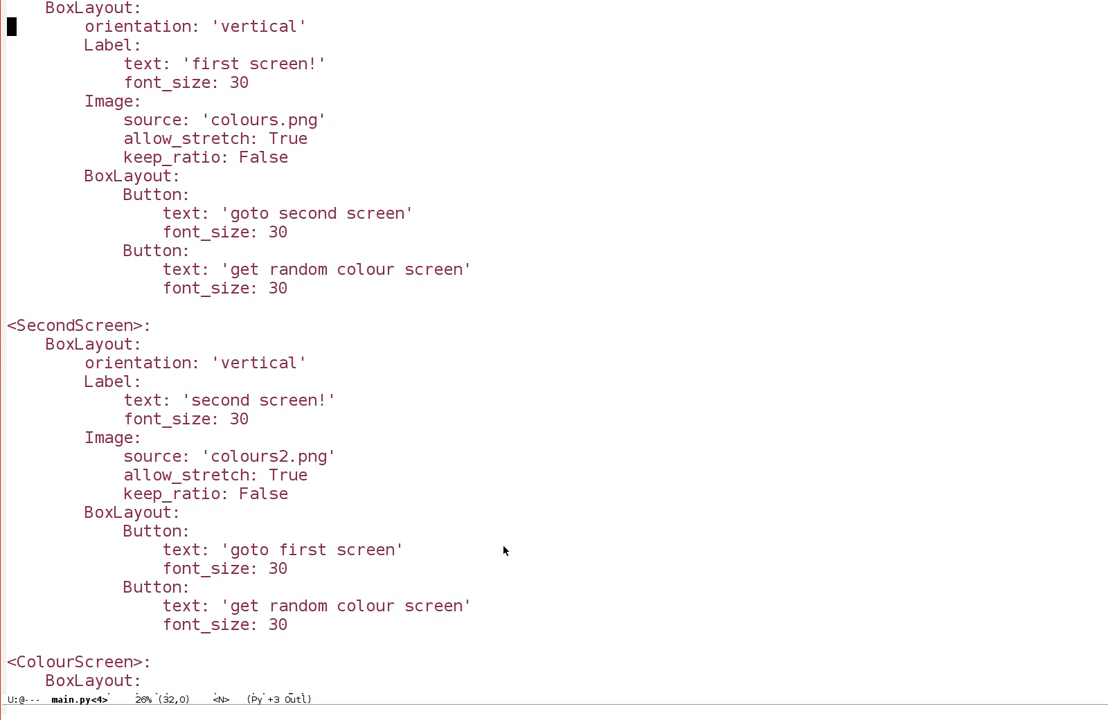 BoxLayout:
        orientation: 'vertical'
        Label:
            text: 'first screen!'
            font_size: 30
        Image:
            source: 'colours.png'
            allow_stretch: True
            keep_ratio: False
        BoxLayout:
            Button:
                text: 'goto second screen'
                font_size: 30
            Button:
                text: 'get random colour screen'
                font_size: 30

<SecondScreen>:
    BoxLayout:
        orientation: 'vertical'
        Label:
            text: 'second screen!'
            font_size: 30
        Image:
            source: 'colours2.png'
            allow_stretch: True
            keep_ratio: False
        BoxLayout:
            Button:
                text: 'goto first screen'
                font_size: 30
            Button:
                text: 'get random colour screen'
                font_size: 30

<ColourScreen>:
    BoxLayout:
U:@--- main.py<4> 26% (32,0) <N> (Py +3 Outl)